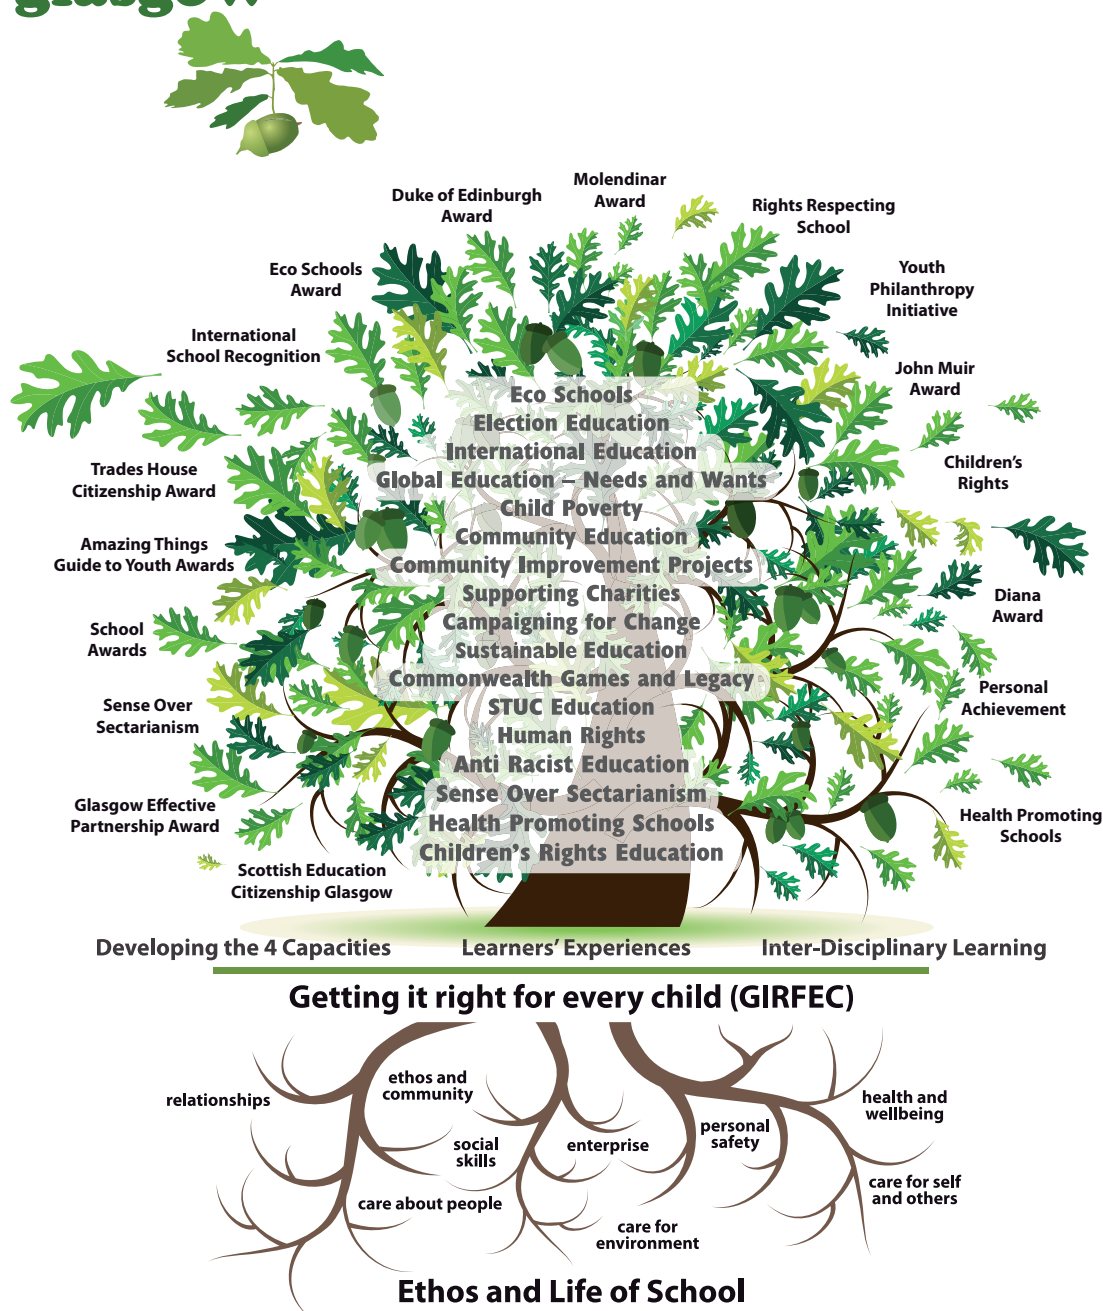 glasgow
Duke of Edinburgh
Award
Molendinar
Award
Rights Respecting
School
Eco Schools
Award
Youth
Philanthropy
Initiative
International
School Recognition
John Muir
Award
Trades House
Citizenship Award
Children's
Rights
Amazing Things
Guide to Youth Awards
Diana
Award
School
Awards
Personal
Achievement
Sense Over
Sectarianism
Glasgow Effective
Partnership Award
Health Promoting
Schools
Scottish Education
Citizenship Glasgow
Eco Schools
Election Education
International Education
Global Education – Needs and Wants
Child Poverty
Community Education
Community Improvement Projects
Supporting Charities
Campaigning for Change
Sustainable Education
Commonwealth Games and Legacy
STUC Education
Human Rights
Anti Racist Education
Sense Over Sectarianism
Health Promoting Schools
Children's Rights Education
Developing the 4 Capacities
Learners' Experiences
Inter-Disciplinary Learning
Getting it right for every child (GIRFEC)
relationships
ethos and
community
health and
wellbeing
social
skills
enterprise
personal
safety
care about people
care for self
and others
care for
environment
Ethos and Life of School